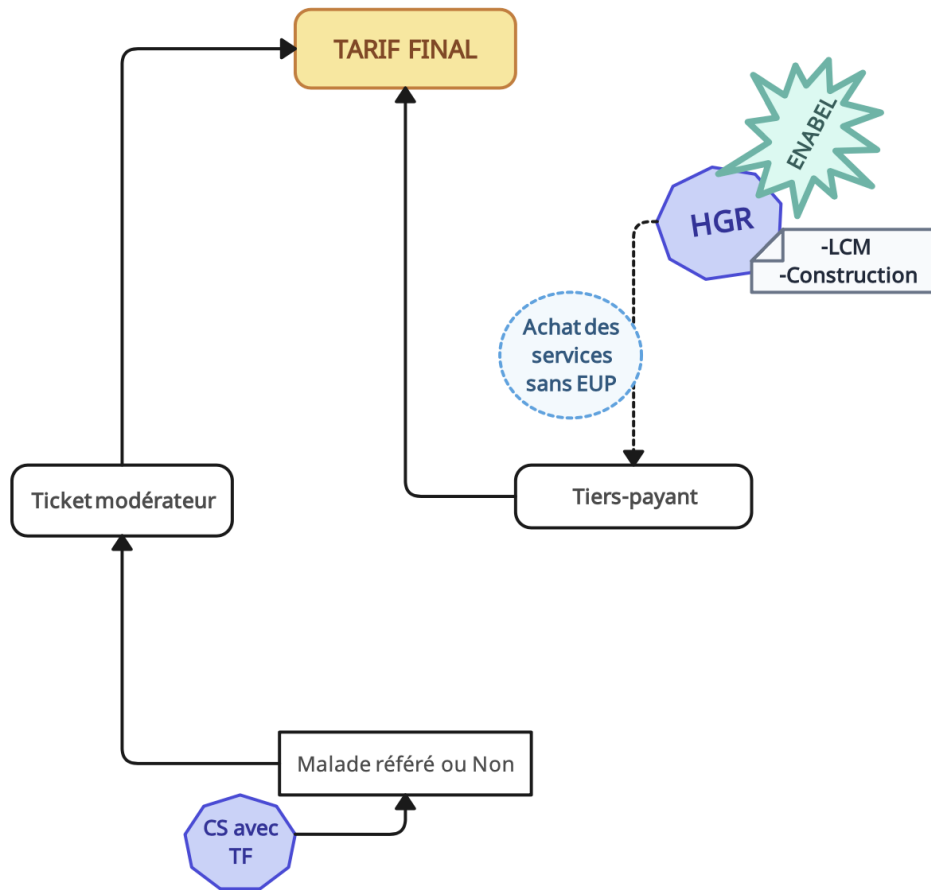 TARIF FINAL
ENABEL
HGR
-LCM
-Construction
Achat des
services
sans EUP
Ticket modérateur
Tiers-payant
Malade référé ou Non
CS avec
TF